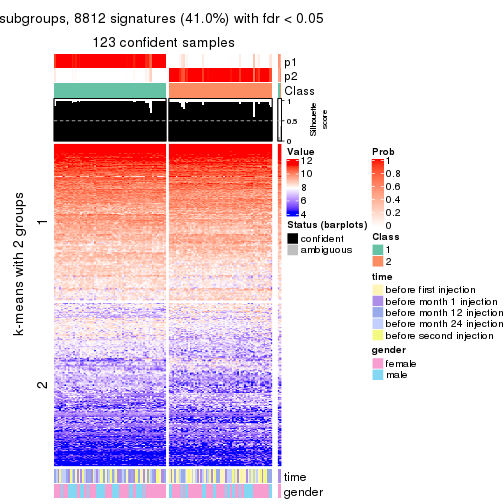 subgroups, 8812 signatures (41.0%) with fdr < 0.05
123 confident samples
p1
p2
Class
1
0.5
0
Silhouette
score
k-means with 2 groups
1
2
time
gender
Value
12
10
8
6
4
Status (barplots)
confident
ambiguous
Prob
1
0.8
0.6
0.4
0.2
0
Class
1
2
time
before first injection
before month 1 injection
before month 12 injection
before month 24 injection
before second injection
gender
female
male